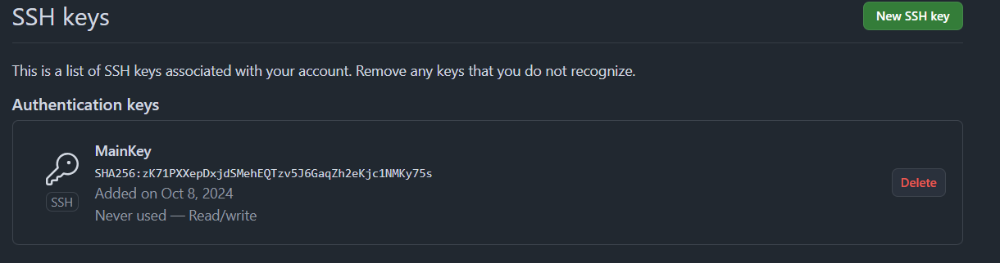 SSH keys
New SSH key
This is a list of SSH keys associated with your account. Remove any keys that you do not recognize.
Authentication keys
MainKey
SHA256:zK71PXXepDxjdSMehEQTzv5J6GaqZh2eKjc1NMKy75s
Added on Oct 8, 2024
Never used — Read/write
SSH
Delete